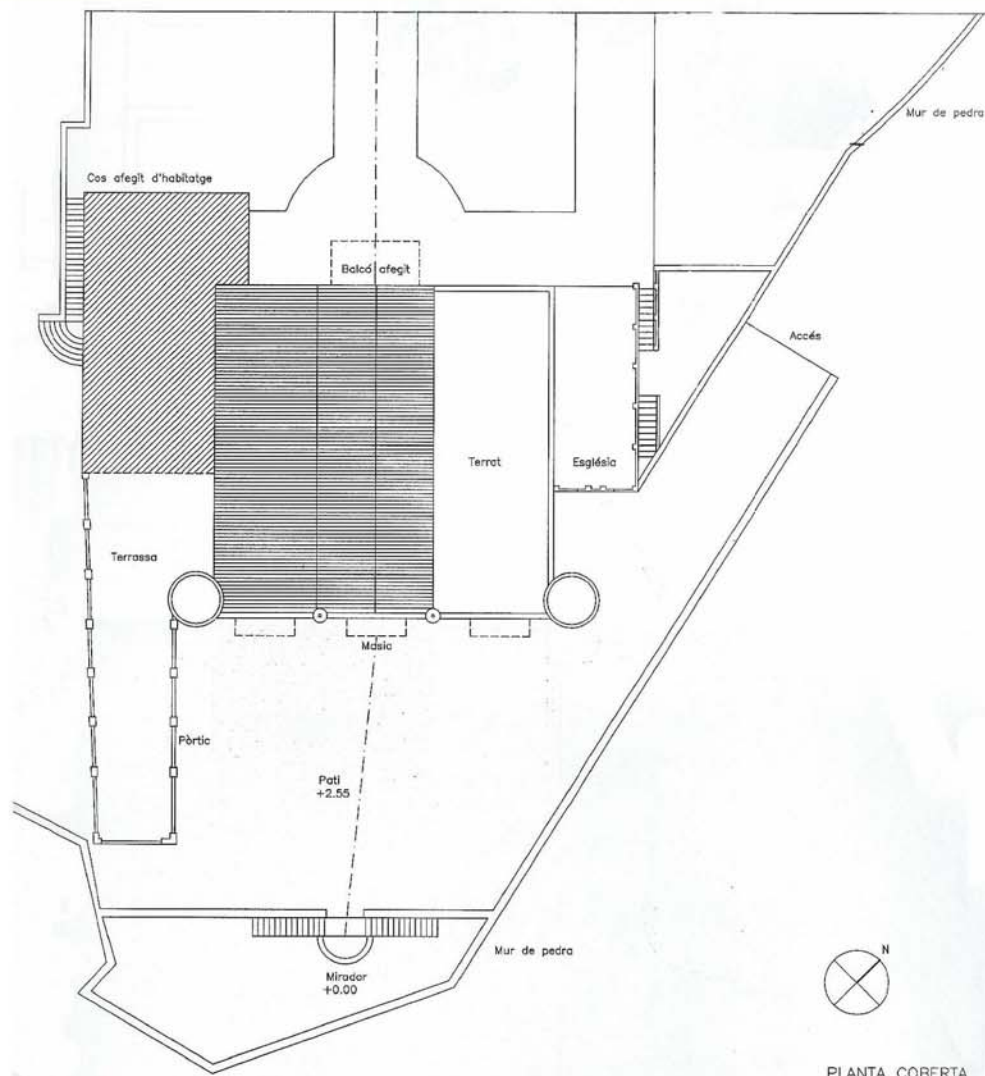 Mur de pedra
Cos afegit d'habitatge
Balcó afegit
Accés
Terrat
Església
Terrassa
Masia
Pòrtic
Pati
+2.55
Mur de pedra
Mirador
+0.00
N
PLANTA COBERTA